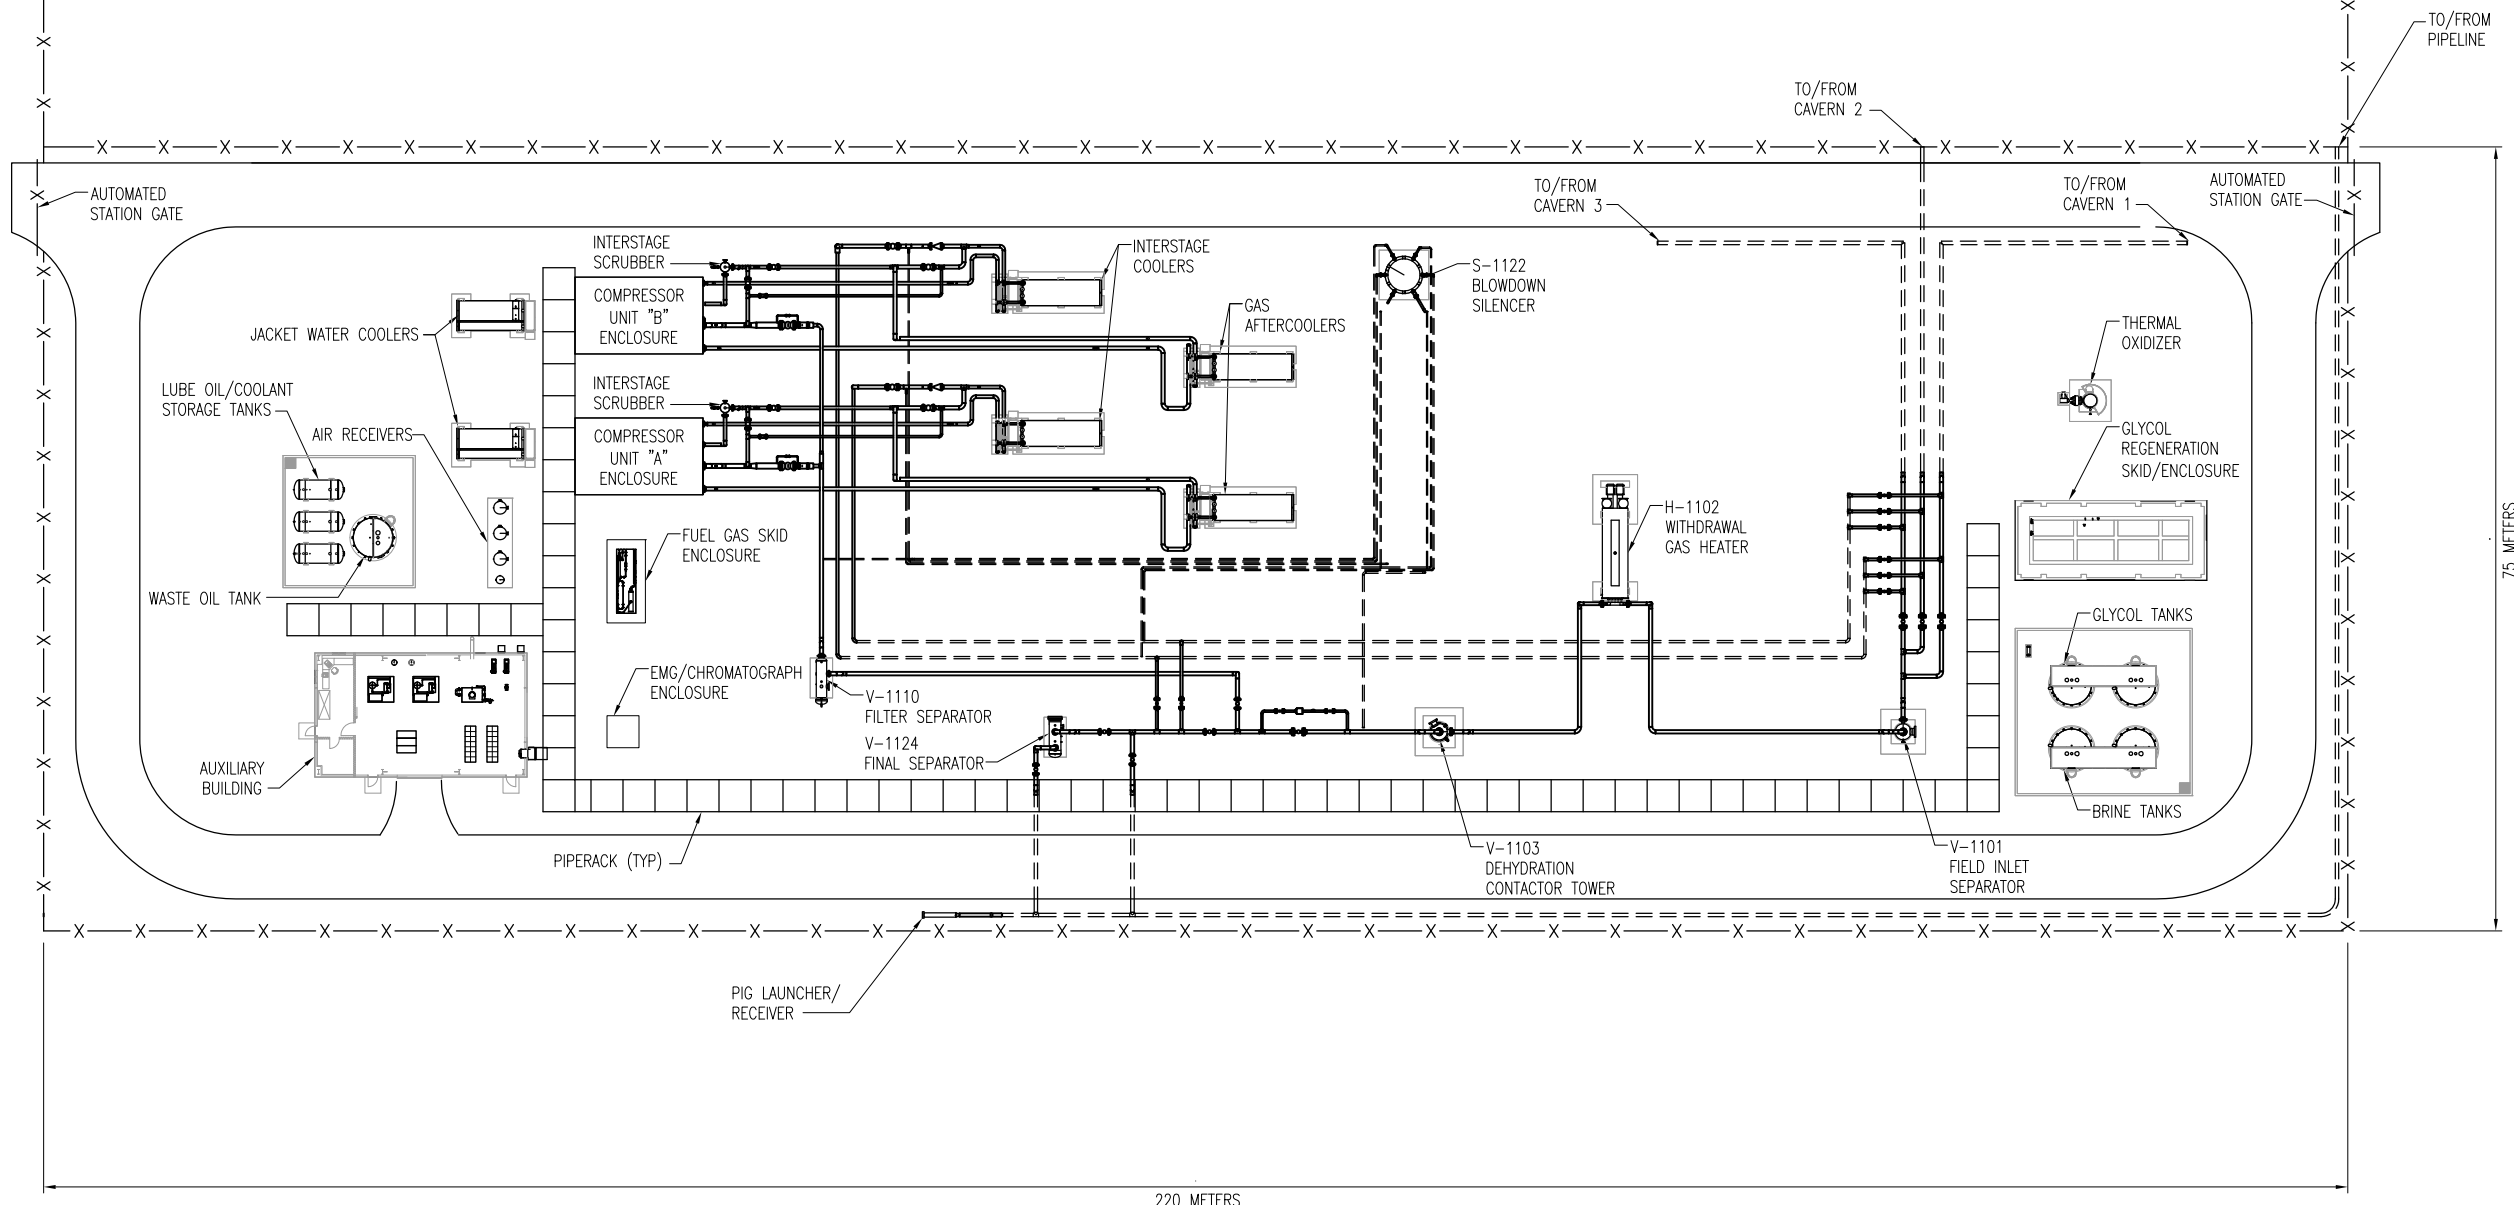 TO/FROM
PIPELINE
TO/FROM
CAVERN 2
AUTOMATED
STATION GATE
TO/FROM
CAVERN 3
TO/FROM
CAVERN 1
AUTOMATED
STATION GATE
INTERSTAGE
SCRUBBER
INTERSTAGE
COOLERS
S-1122
BLOWDOWN
SILENCER
COMPRESSOR
UNIT "B"
ENCLOSURE
GAS
AFTERCOOLERS
JACKET WATER COOLERS
THERMAL
OXIDIZER
INTERSTAGE
SCRUBBER
LUBE OIL/COOLANT
STORAGE TANKS
AIR RECEIVERS
COMPRESSOR
UNIT "A"
ENCLOSURE
GLYCOL
REGENERATION
SKID/ENCLOSURE
H-1102
WITHDRAWAL
GAS HEATER
FUEL GAS SKID
ENCLOSURE
75 METERS
WASTE OIL TANK
GLYCOL TANKS
EMG/CHROMATOGRAPH
ENCLOSURE
V-1110
FILTER SEPARATOR
V-1124
FINAL SEPARATOR
AUXILIARY
BUILDING
BRINE TANKS
PIPERACK (TYP)
V-1103
DEHYDRATION
CONTACTOR TOWER
V-1101
FIELD INLET
SEPARATOR
PIG LAUNCHER/
RECEIVER
220 METERS